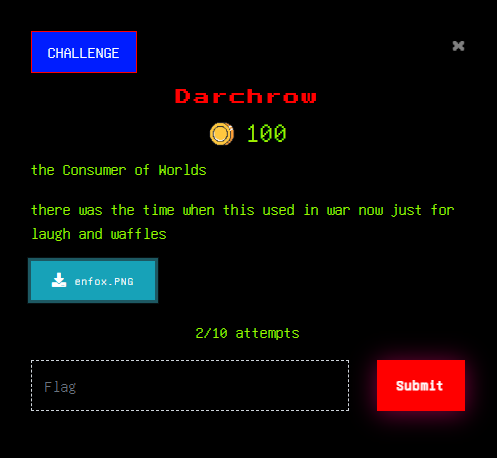 CHALLENGE
Darchrow
100
the Consumer of Worlds
there was the time when this used in war now just for
laugh and waffles
enfox.PNG
2/10 attempts
Flag
Submit